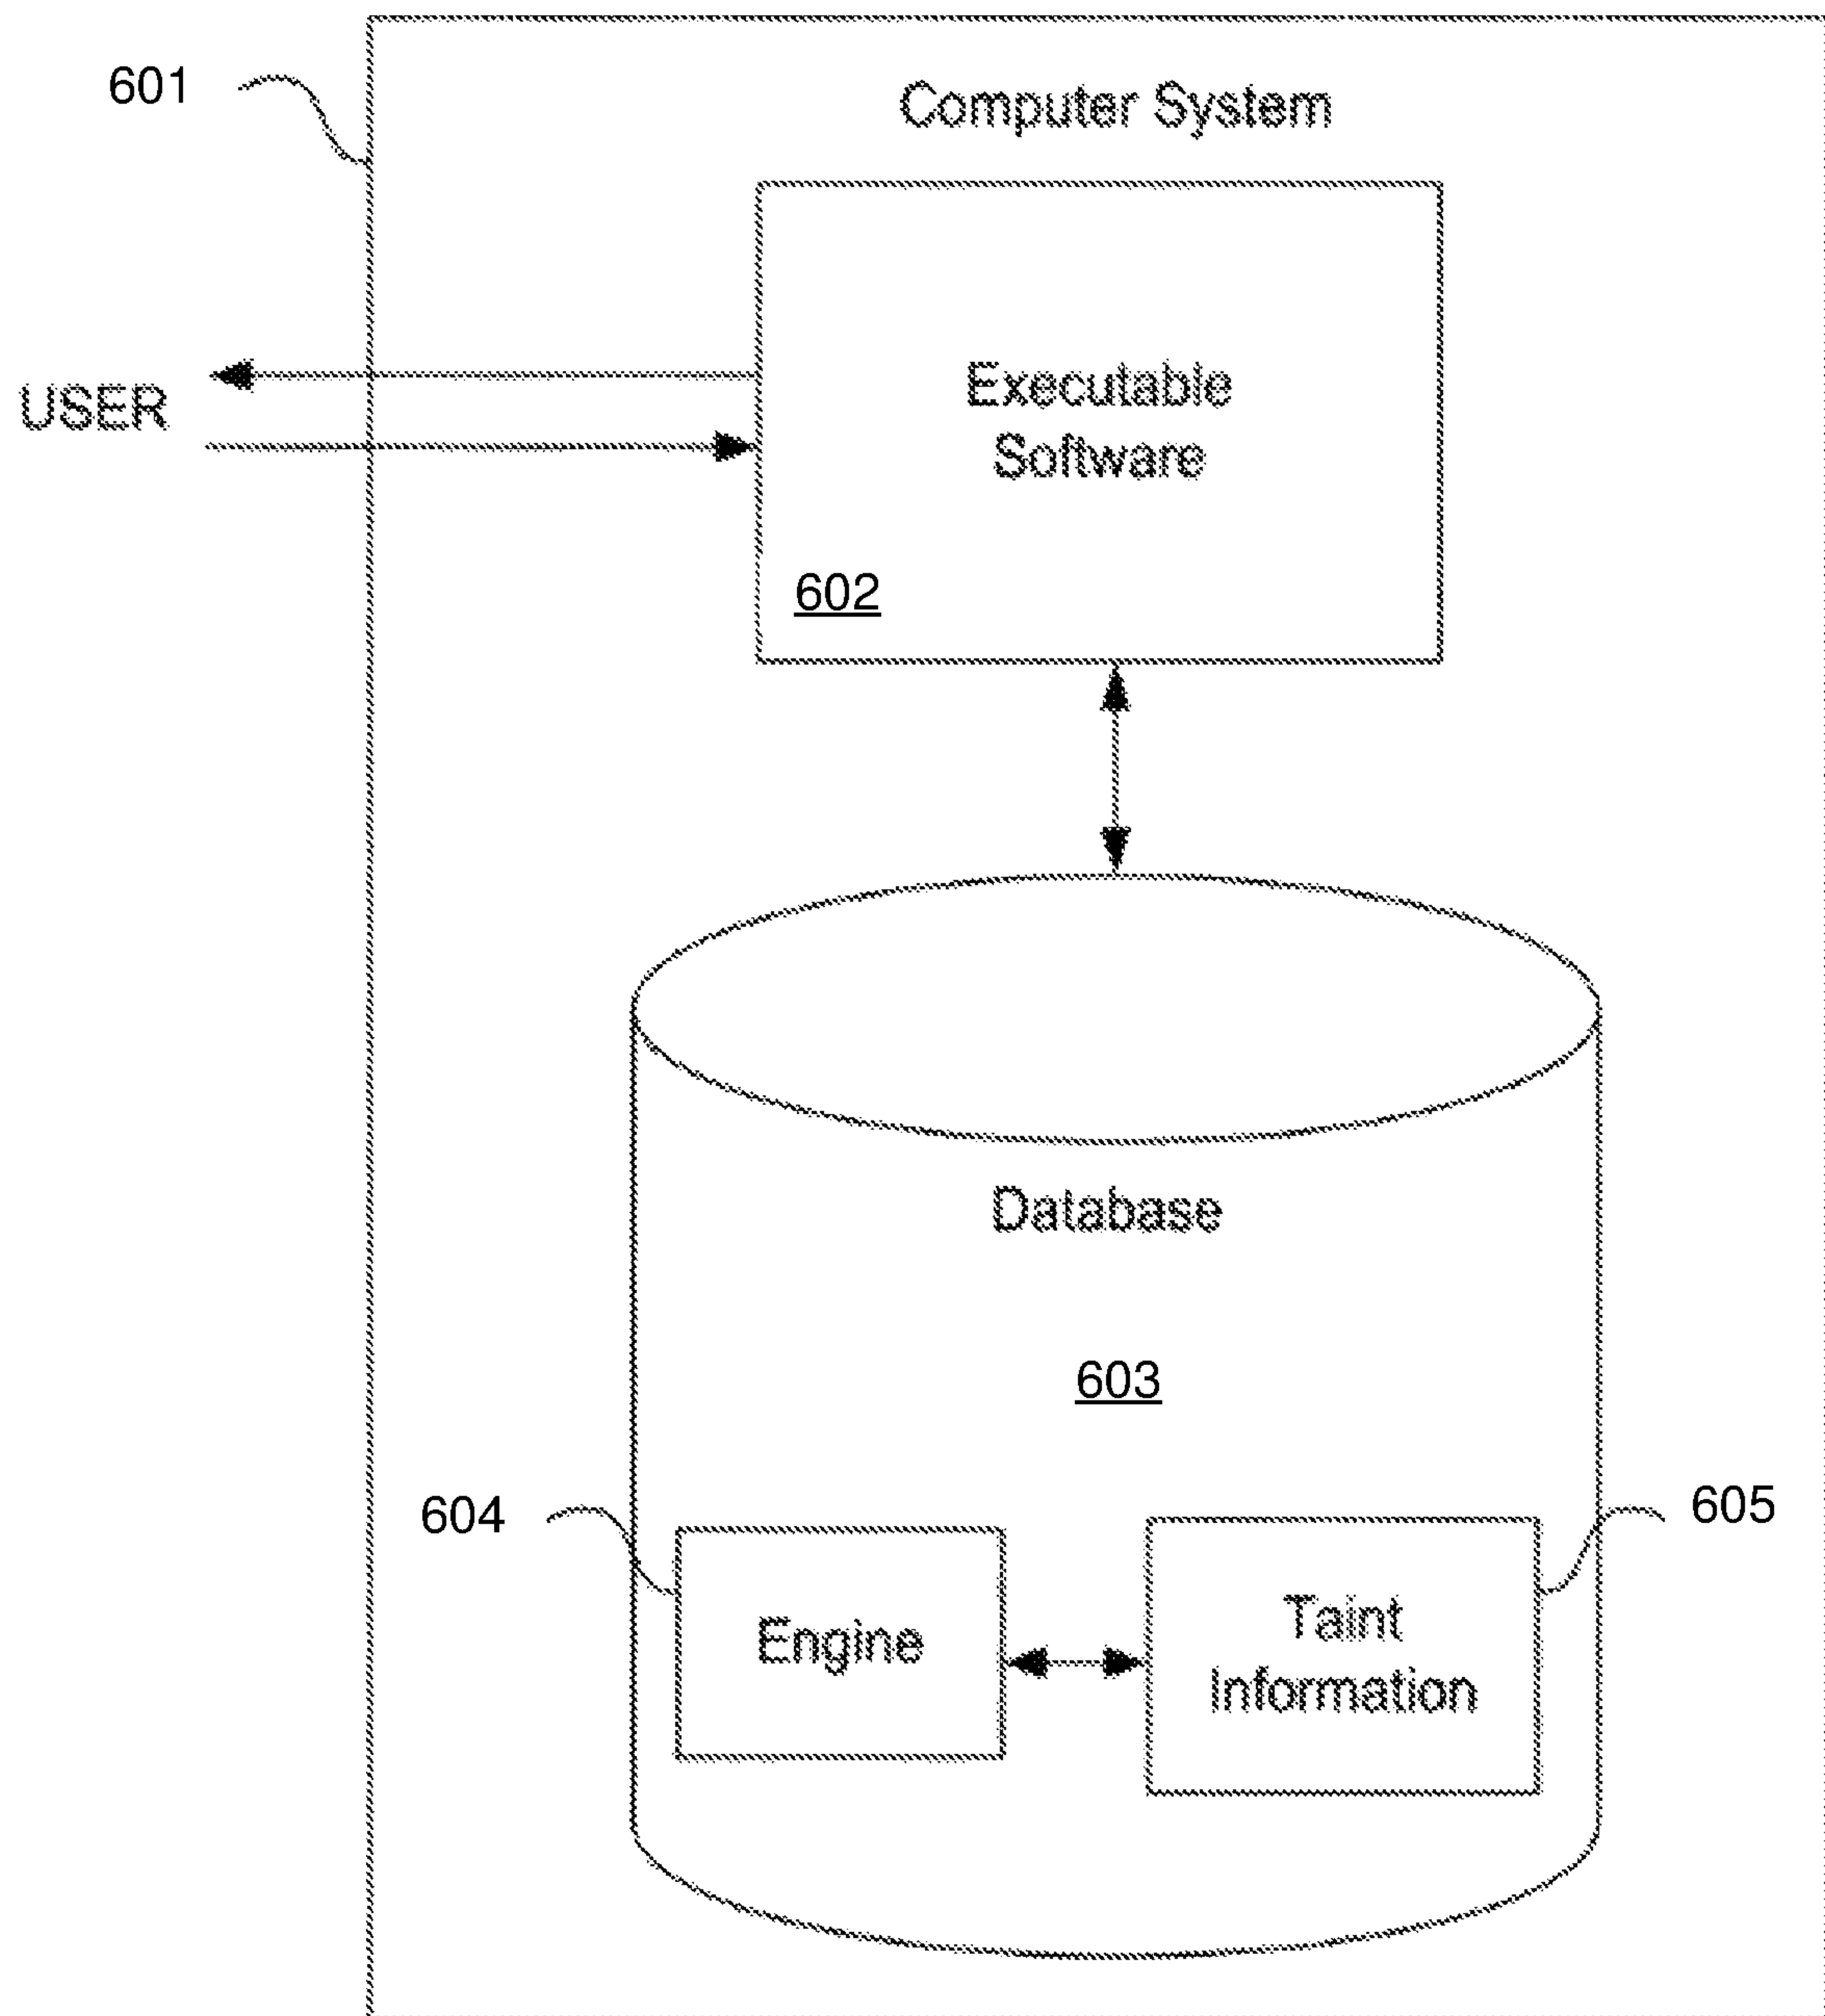 601
Computer System
USER
Executable
Software
602
Database
603
604
605
Engine
Taint
Information